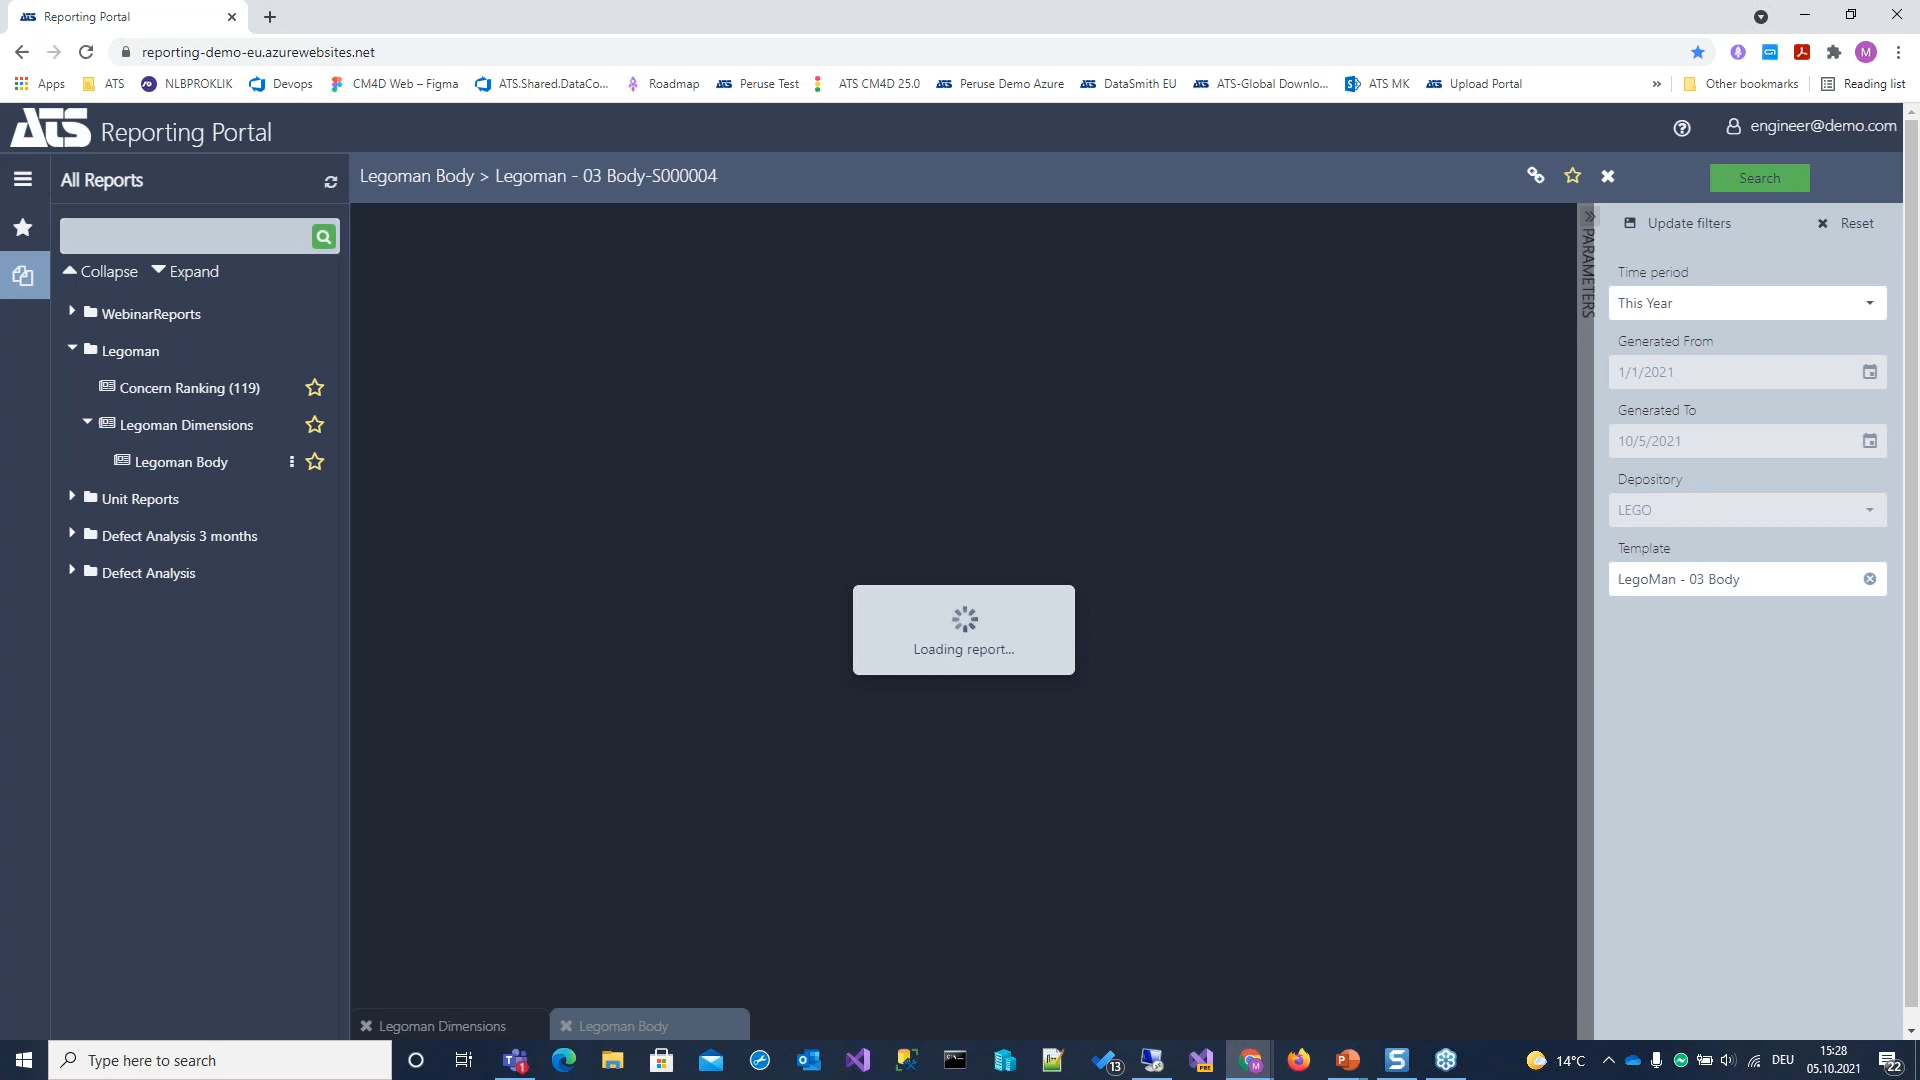 Reporting Portal
reporting-demo-eu.azurewebsites.net
M
Apps
ATS
NLBPROKLIK
Devops
CM4D Web – Figma
ATS.Shared.DataCo...
Roadmap
Peruse Test
ATS CM4D 25.0
Peruse Demo Azure
DataSmith EU
ATS-Global Downlo...
ATS MK
Upload Portal
»
Other bookmarks
Reading list
ATS Reporting Portal
engineer@demo.com
All Reports
Legoman Body > Legoman - 03 Body-S000004
Search
Update filters
Reset
PARAMETERS
Collapse
Expand
WebinarReports
Legoman
Concern Ranking (119)
Legoman Dimensions
Legoman Body
Unit Reports
Defect Analysis 3 months
Defect Analysis
Time period
This Year
Generated From
1/1/2021
Generated To
10/5/2021
Depository
LEGO
Template
LegoMan - 03 Body
Loading report...
Legoman Dimensions
Legoman Body
Type here to search
1
13
PRE
14°C
DEU
15:28
05.10.2021
22